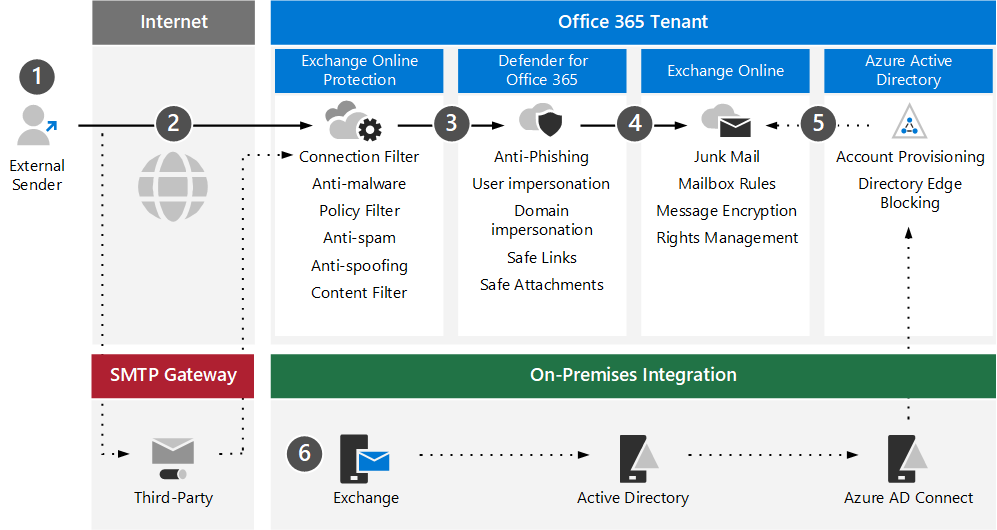 Internet
Office 365 Tenant
1
External
Sender
2
Exchange Online
Protection
Connection Filter
Anti-malware
Policy Filter
Anti-spam
Anti-spoofing
Content Filter
3
Defender for
Office 365
Anti-Phishing
User impersonation
Domain
impersonation
Safe Links
Safe Attachments
4
Exchange Online
Junk Mail
Mailbox Rules
Message Encryption
Rights Management
5
Azure Active
Directory
Account Provisioning
Directory Edge
Blocking
SMTP Gateway
Third-Party
On-Premises Integration
6
Exchange
Active Directory
Azure AD Connect